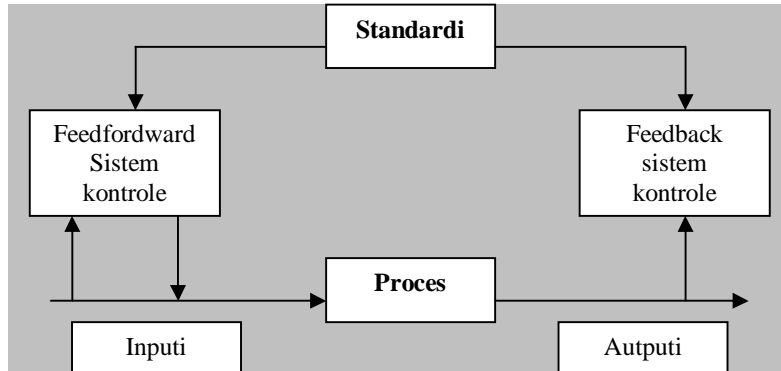 Standardi
Feedfordward
Sistem
kontrole
Feedback
sistem
kontrole
Proces
Inputi
Autputi